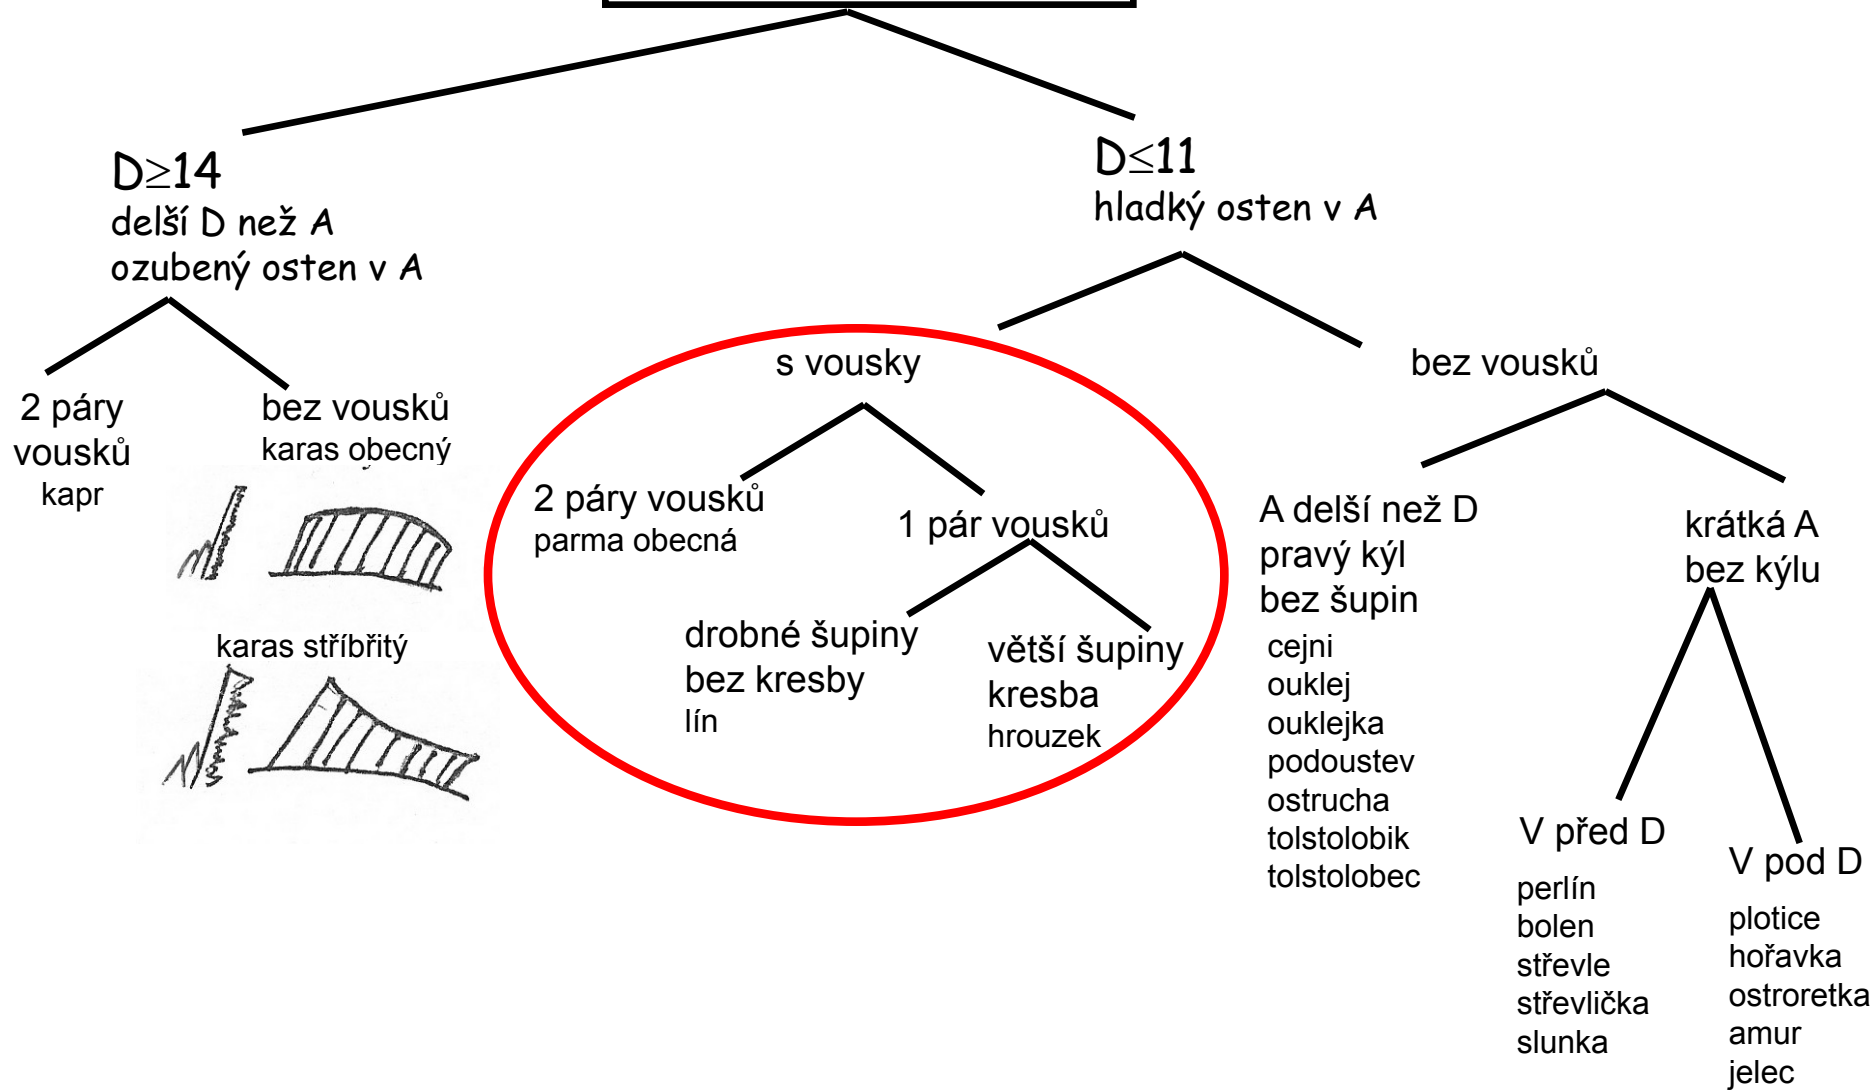 D≥14
delší D než A
ozubený osten v A
D≤11
hladký osten v A
2 páry
vousků
kapr
bez vousků
karas obecný
karas stříbřitý
s vousky
2 páry vousků
parma obecná
1 pár vousků
drobné šupiny
bez kresby
lín
větší šupiny
kresba
hrouzek
bez vousků
A delší než D
pravý kýl
bez šupin
cejni
ouklej
ouklejka
podoustev
ostrucha
tolstolobik
tolstolobec
krátká A
bez kýlu
V před D
perlín
bolen
střevle
střevlička
slunka
V pod D
plotice
hořavka
ostroretka
amur
jelec